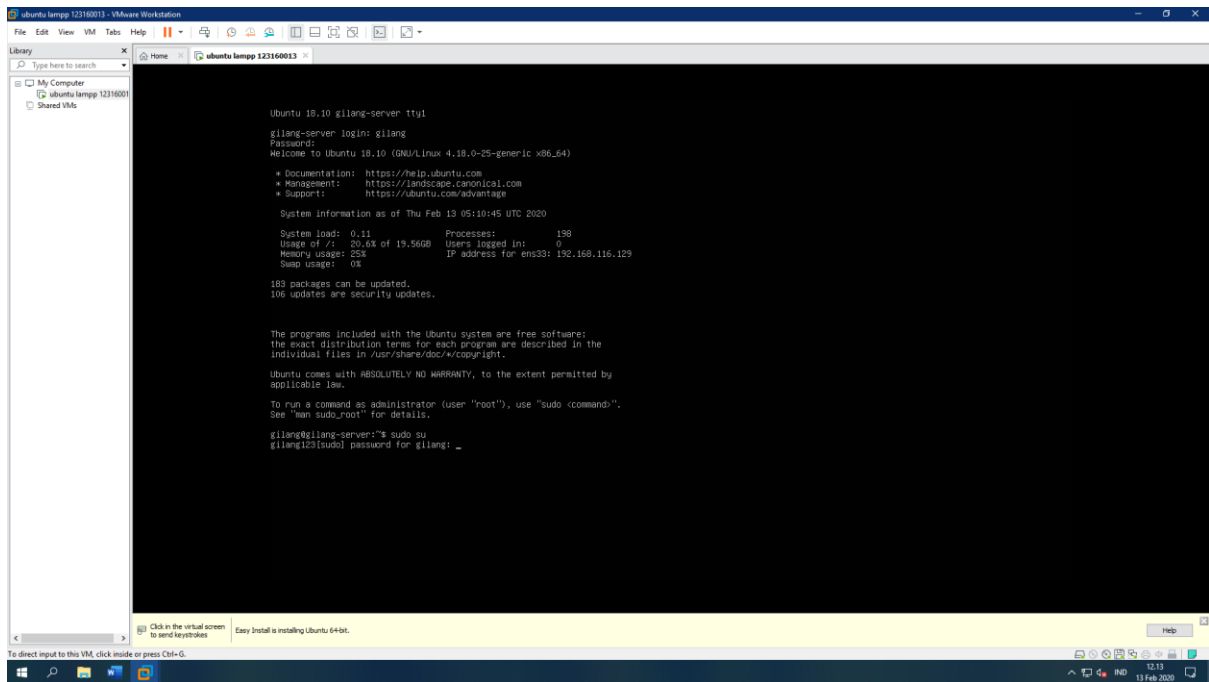 ubuntu lampp 123160013 - VMware Workstation
File Edit View VM Tabs Help
Library
Type here to search
My Computer
ubuntu lampp 12316001
Shared VMs
Home
ubuntu lampp 123160013
Ubuntu 18.10 gilang-server tty1
gilang-server login: gilang
Password:
Welcome to Ubuntu 18.10 (GNU/Linux 4.18.0-25-generic x86_64)
* Documentation: https://help.ubuntu.com
* Management: https://landscape.canonical.com
* Support: https://ubuntu.com/advantage
System information as of Thu Feb 13 05:10:45 UTC 2020
System load: 0.11 Processes: 198
Usage of /: 20.6% of 19.56GB Users logged in: 0
Memory usage: 25% IP address for ens33: 192.168.116.129
Swap usage: 0%
183 packages can be updated.
106 updates are security updates.
The programs included with the Ubuntu system are free software;
the exact distribution terms for each program are described in the
individual files in /usr/share/doc/*/copyright.
Ubuntu comes with ABSOLUTELY NO WARRANTY, to the extent permitted by
applicable law.
To run a command as administrator (user "root"), use "sudo <command>".
See "man sudo_root" for details.
gilang@gilang-server:~$ sudo su
gilang123[sudo] password for gilang: _
Click in the virtual screen
to send keystrokes
Easy Install is installing Ubuntu 64-bit.
Help
To direct input to this VM, click inside or press Ctrl+G.
IND
12.13
13 Feb 2020